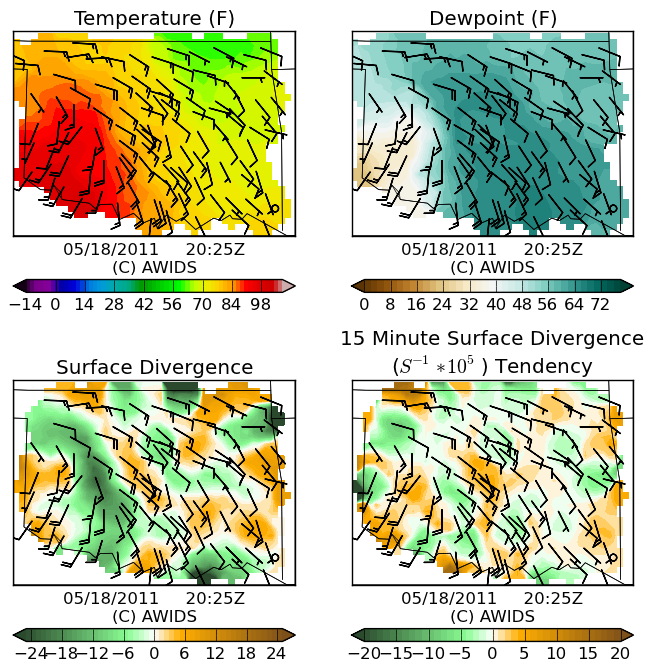 Temperature (F)
Dewpoint (F)
05/18/2011 20:25Z
(C) AWIDS
05/18/2011 20:25Z
(C) AWIDS
−14 0 14 28 42 56 70 84 98
0 8 16 24 32 40 48 56 64 72
Surface Divergence
15 Minute Surface Divergence
(S⁻¹ *10⁵ ) Tendency
05/18/2011 20:25Z
(C) AWIDS
05/18/2011 20:25Z
(C) AWIDS
−24 −18 −12 −6 0 6 12 18 24
−20 −15 −10 −5 0 5 10 15 20